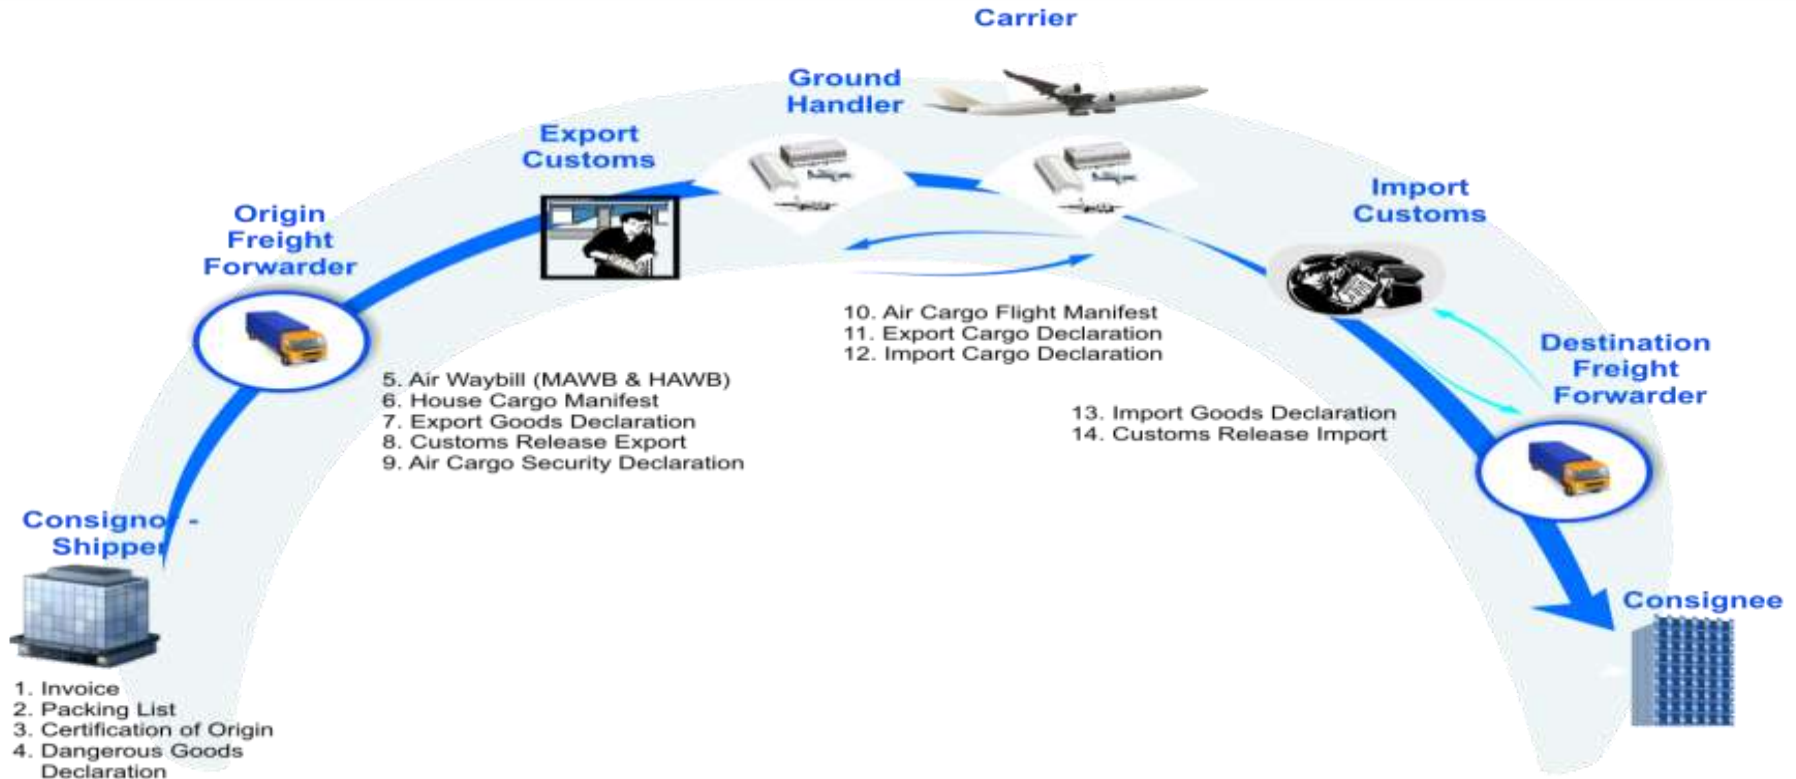 Carrier
Ground
Handler
Export
Customs
Import
Customs
Origin
Freight
Forwarder
10. Air Cargo Flight Manifest
11. Export Cargo Declaration
12. Import Cargo Declaration
Destination
Freight
Forwarder
5. Air Waybill (MAWB & HAWB)
6. House Cargo Manifest
7. Export Goods Declaration
8. Customs Release Export
9. Air Cargo Security Declaration
13. Import Goods Declaration
14. Customs Release Import
Consignor -
Shipper
Consignee
1. Invoice
2. Packing List
3. Certification of Origin
4. Dangerous Goods
Declaration